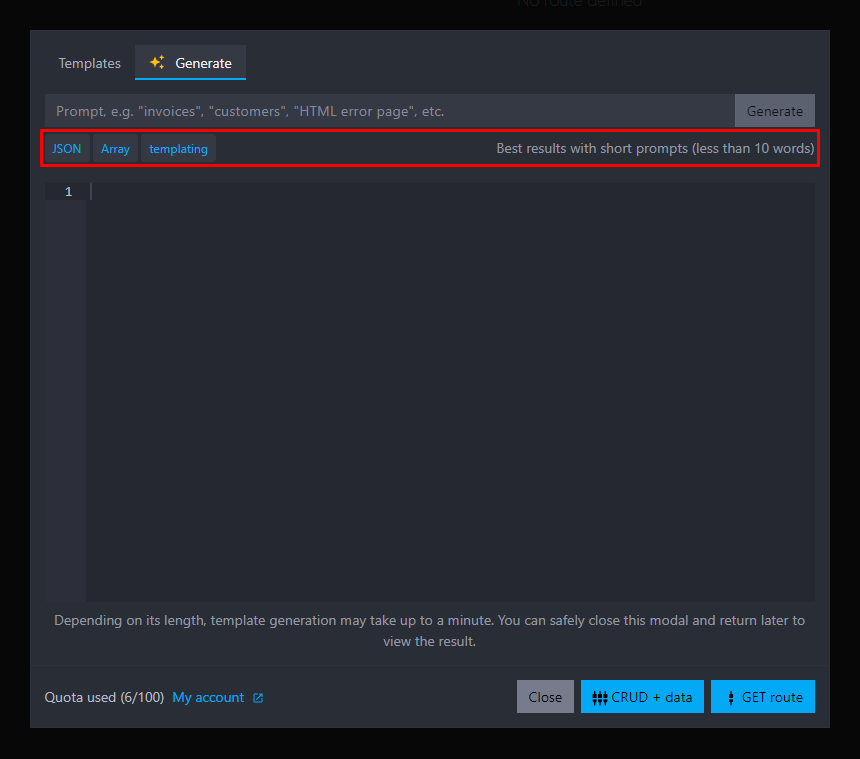 No route defined
Templates
Generate
Prompt, e.g. "invoices", "customers", "HTML error page", etc.
Generate
JSON Array templating
Best results with short prompts (less than 10 words)
1
Depending on its length, template generation may take up to a minute. You can safely close this modal and return later to
view the result.
Quota used (6/100) My account
Close
CRUD + data
GET route